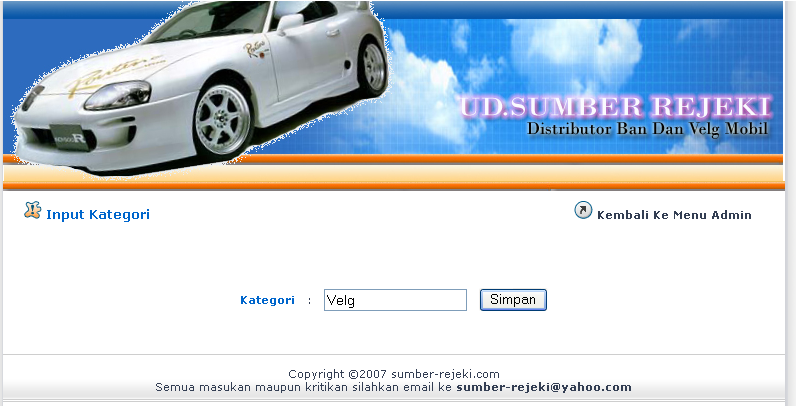 UD.SUMBER REJEKI
Distributor Ban Dan Velg Mobil
Input Kategori
Kembali Ke Menu Admin
Kategori : Velg Simpan
Copyright ©2007 sumber-rejeki.com
Semua masukan maupun kritikan silahkan email ke sumber-rejeki@yahoo.com